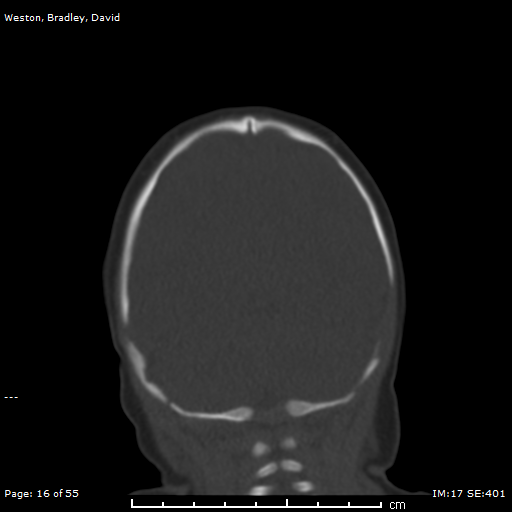 Weston, Bradley, David
---
Page: 16 of 55
IM:17 SE:401
cm